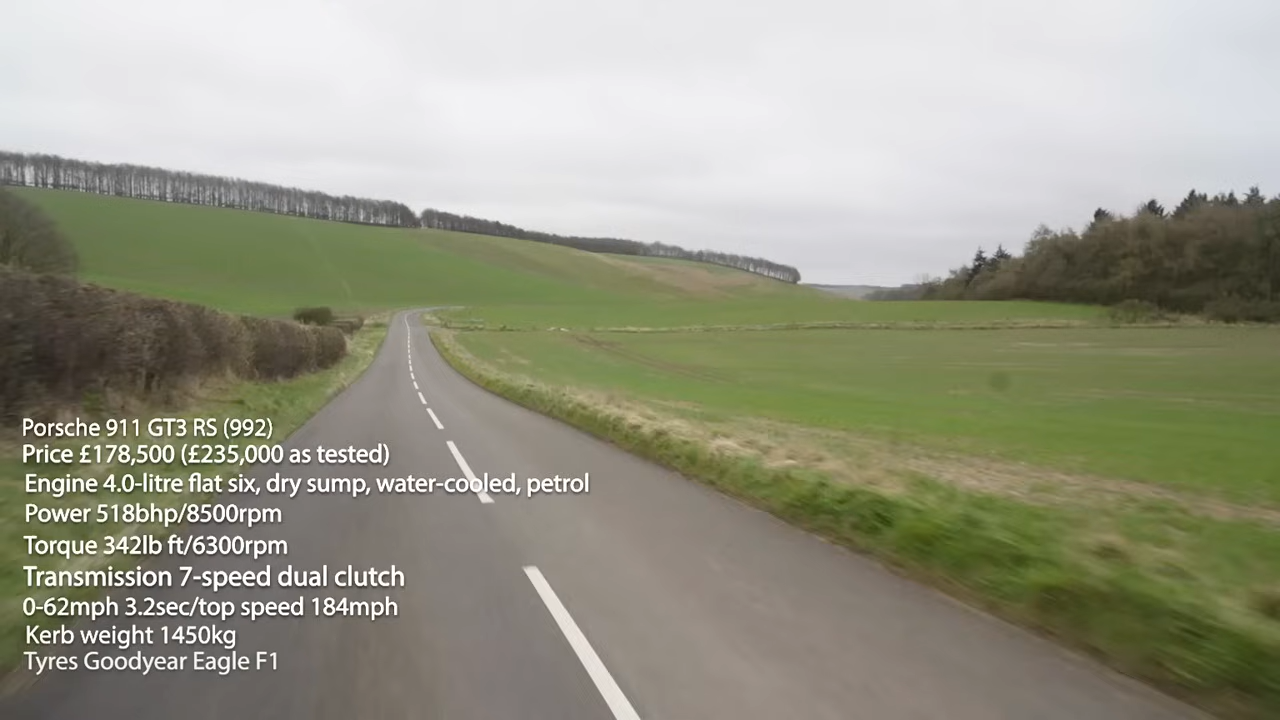 Porsche 911 GT3 RS (992)
Price £178,500 (£235,000 as tested)
Engine 4.0-litre flat six, dry sump, water-cooled, petrol
Power 518bhp/8500rpm
Torque 342lb ft/6300rpm
Transmission 7-speed dual clutch
0-62mph 3.2sec/top speed 184mph
Kerb weight 1450kg
Tyres Goodyear Eagle F1